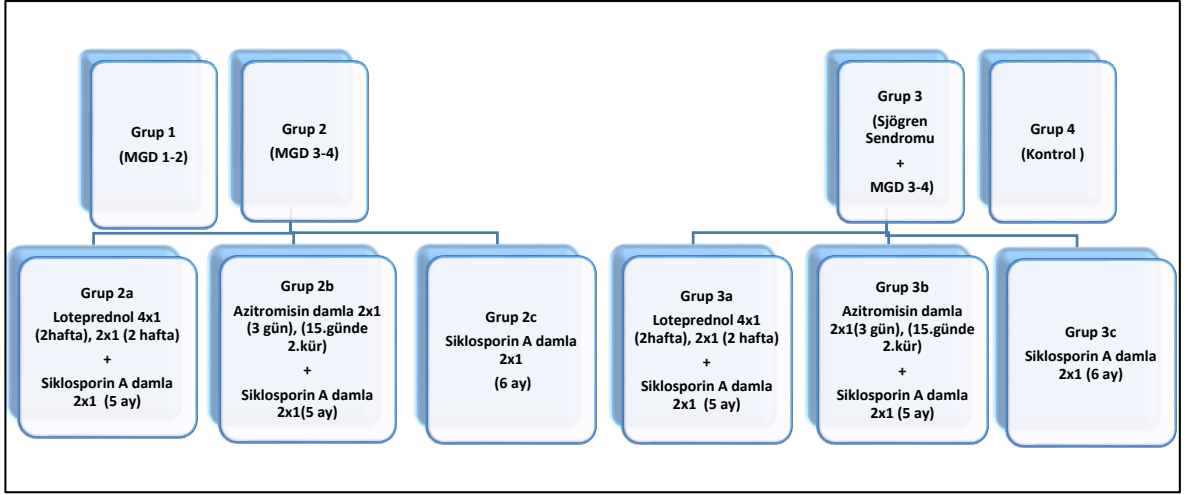 Grup 1
(MGD 1-2)
Grup 2
(MGD 3-4)
Grup 3
(Sjögren
Sendromu
+
MGD 3-4)
Grup 4
(Kontrol )
Grup 2a
Loteprednol 4x1
(2hafta), 2x1 (2 hafta)
+
Siklosporin A damla
2x1 (5 ay)
Grup 2b
Azitromisin damla 2x1
(3 gün), (15.günde
2.kür)
+
Siklosporin A damla
2x1(5 ay)
Grup 2c
Siklosporin A damla
2x1
(6 ay)
Grup 3a
Loteprednol 4x1
(2hafta), 2x1 (2 hafta)
+
Siklosporin A damla
2x1 (5 ay)
Grup 3b
Azitromisin damla
2x1(3 gün), (15.günde
2.kür)
+
Siklosporin A damla
2x1 (5 ay)
Grup 3c
Siklosporin A damla
2x1 (6 ay)